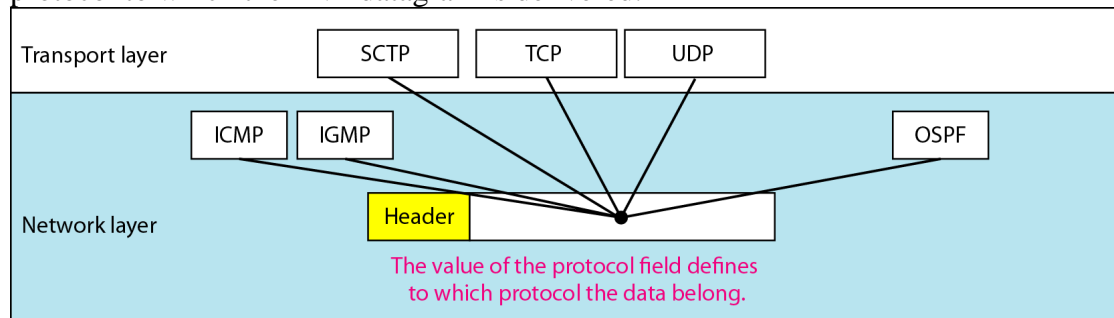 Transport layer
SCTP
TCP
UDP
ICMP
IGMP
OSPF
Network layer
Header
The value of the protocol field defines
to which protocol the data belong.